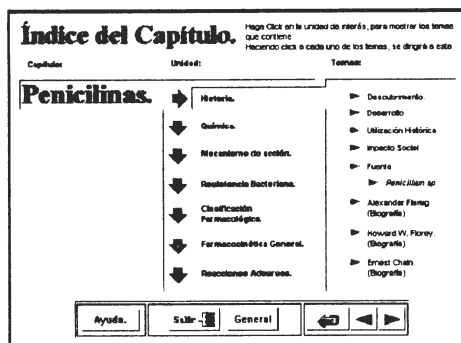 Índice del Capítulo.
Haga Click en la unidad de interés, para mostrar los temas
que contiene
Haciendo click a cada uno de los temas, se dirigirá a este
Capítulo:
Unidad:
Temas:
Penicilinas.
Historia.
Química.
Mecanismo de acción.
Resistencia Bacteriana.
Clasificación
Farmacológica.
Farmacocinética General.
Reacciones Adversas.
Descubrimiento.
Desarrollo
Utilización Histórica
Impacto Social
Fuente
Penicillium sp
Alexander Fleming
(Biografía)
Howard W. Florey.
(Biografía)
Ernest Chain.
(Biografía)
Ayuda.
Salir
General